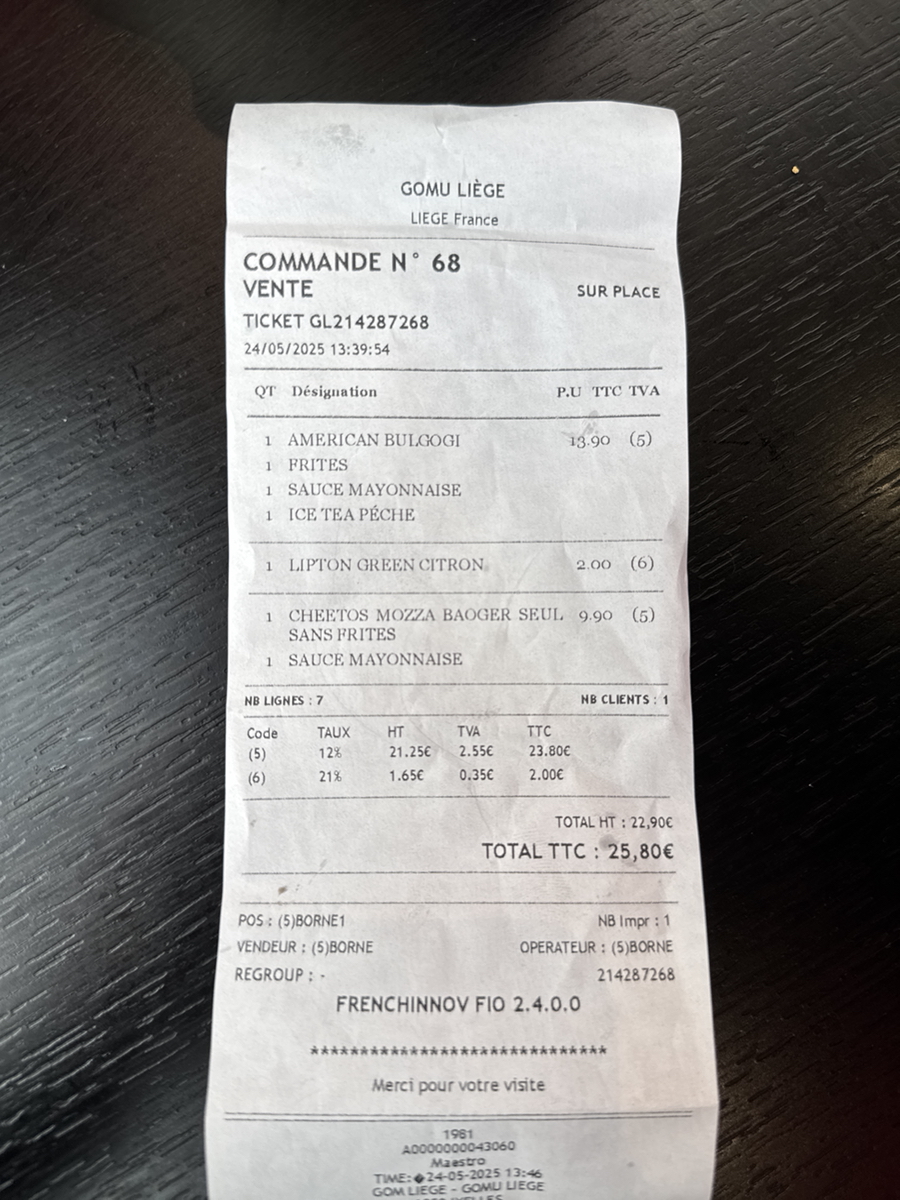 GOMU LIÈGE
LIEGE France
COMMANDE N° 68
VENTE SUR PLACE
TICKET GL214287268
24/05/2025 13:39:54
QT Désignation P.U TTC TVA
1 AMERICAN BULGOGI 13.90 (5)
1 FRITES
1 SAUCE MAYONNAISE
1 ICE TEA PÉCHE
1 LIPTON GREEN CITRON 2.00 (6)
1 CHEETOS MOZZA BAOGER SEUL 9.90 (5)
SANS FRITES
1 SAUCE MAYONNAISE
NB LIGNES : 7 NB CLIENTS : 1
Code TAUX HT TVA TTC
(5) 12% 21.25€ 2.55€ 23.80€
(6) 21% 1.65€ 0.35€ 2.00€
TOTAL HT : 22,90€
TOTAL TTC : 25,80€
POS : (5)BORNE1 NB Impr : 1
VENDEUR : (5)BORNE OPERATEUR : (5)BORNE
REGROUP : - 214287268
FRENCHINNOV FIO 2.4.0.0
******************************
Merci pour votre visite
1981
A0000000043060
Maestro
TIME:�24-05-2025 13:46
GOM LIEGE - GOMU LIEGE